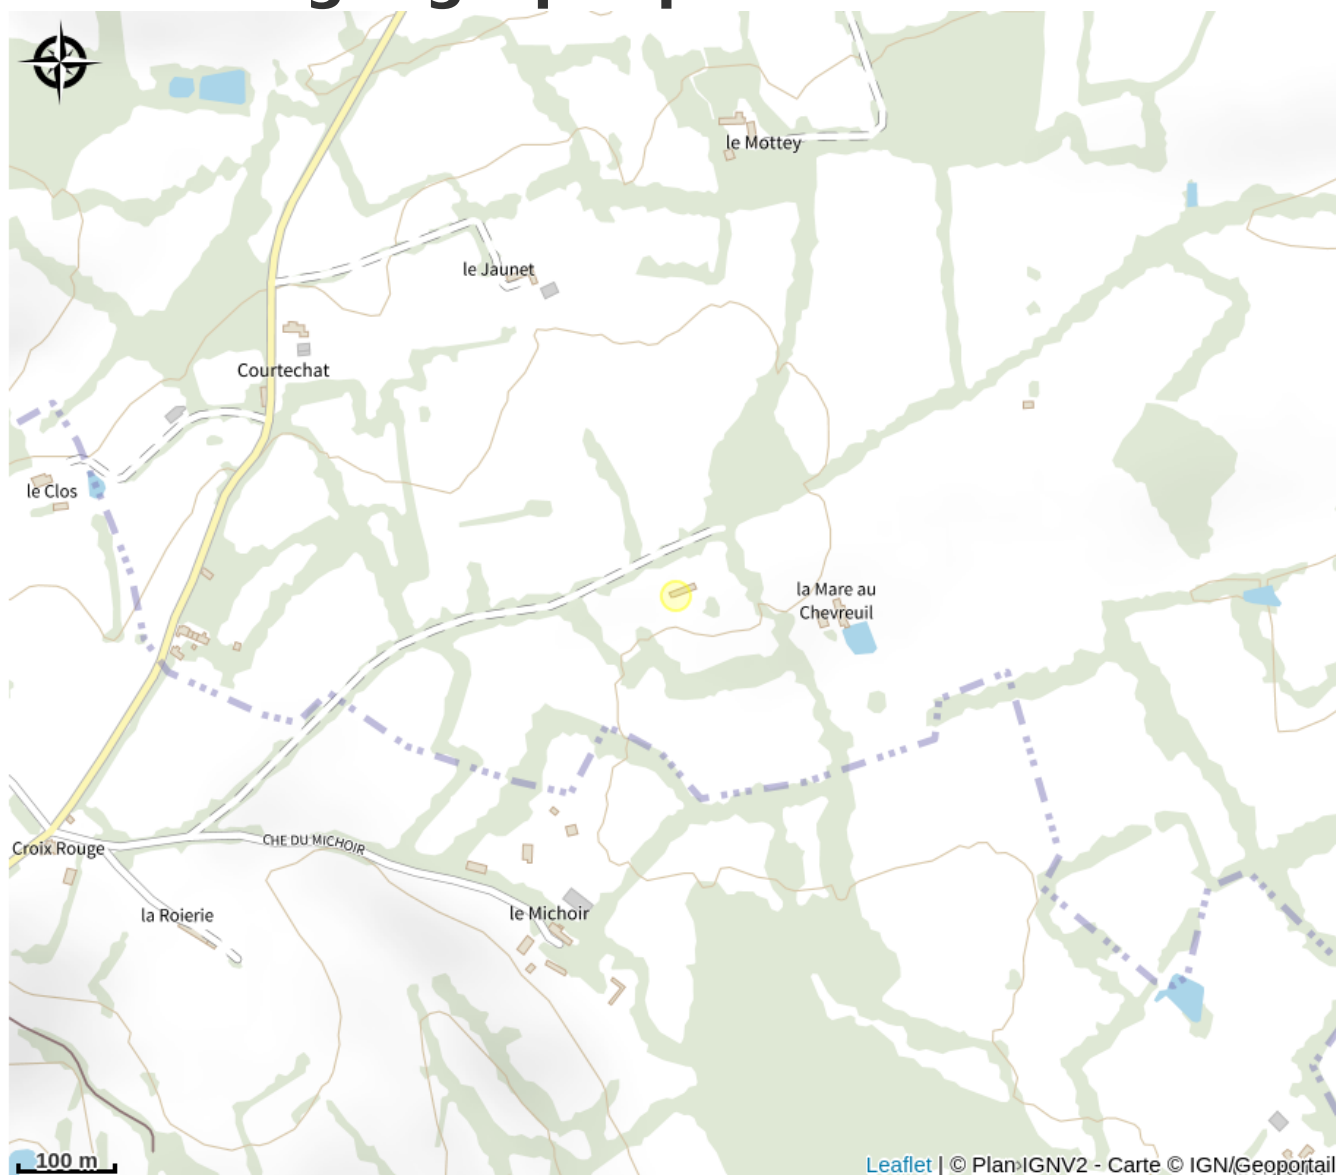 le Mottey
le Jaunet
Courtechat
le Clos
la Mare au
Chevreuil
CHE DU MICHOIR
Croix Rouge
la Roierie
le Michoir
100 m
Leaflet | © Plan IGNV2 - Carte © IGN/Geoportail